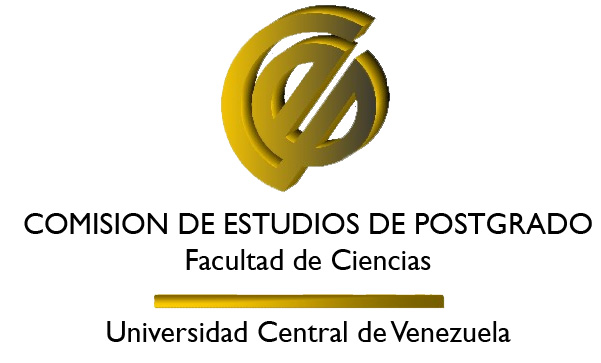 COMISION DE ESTUDIOS DE POSTGRADO
Facultad de Ciencias
Universidad Central de Venezuela